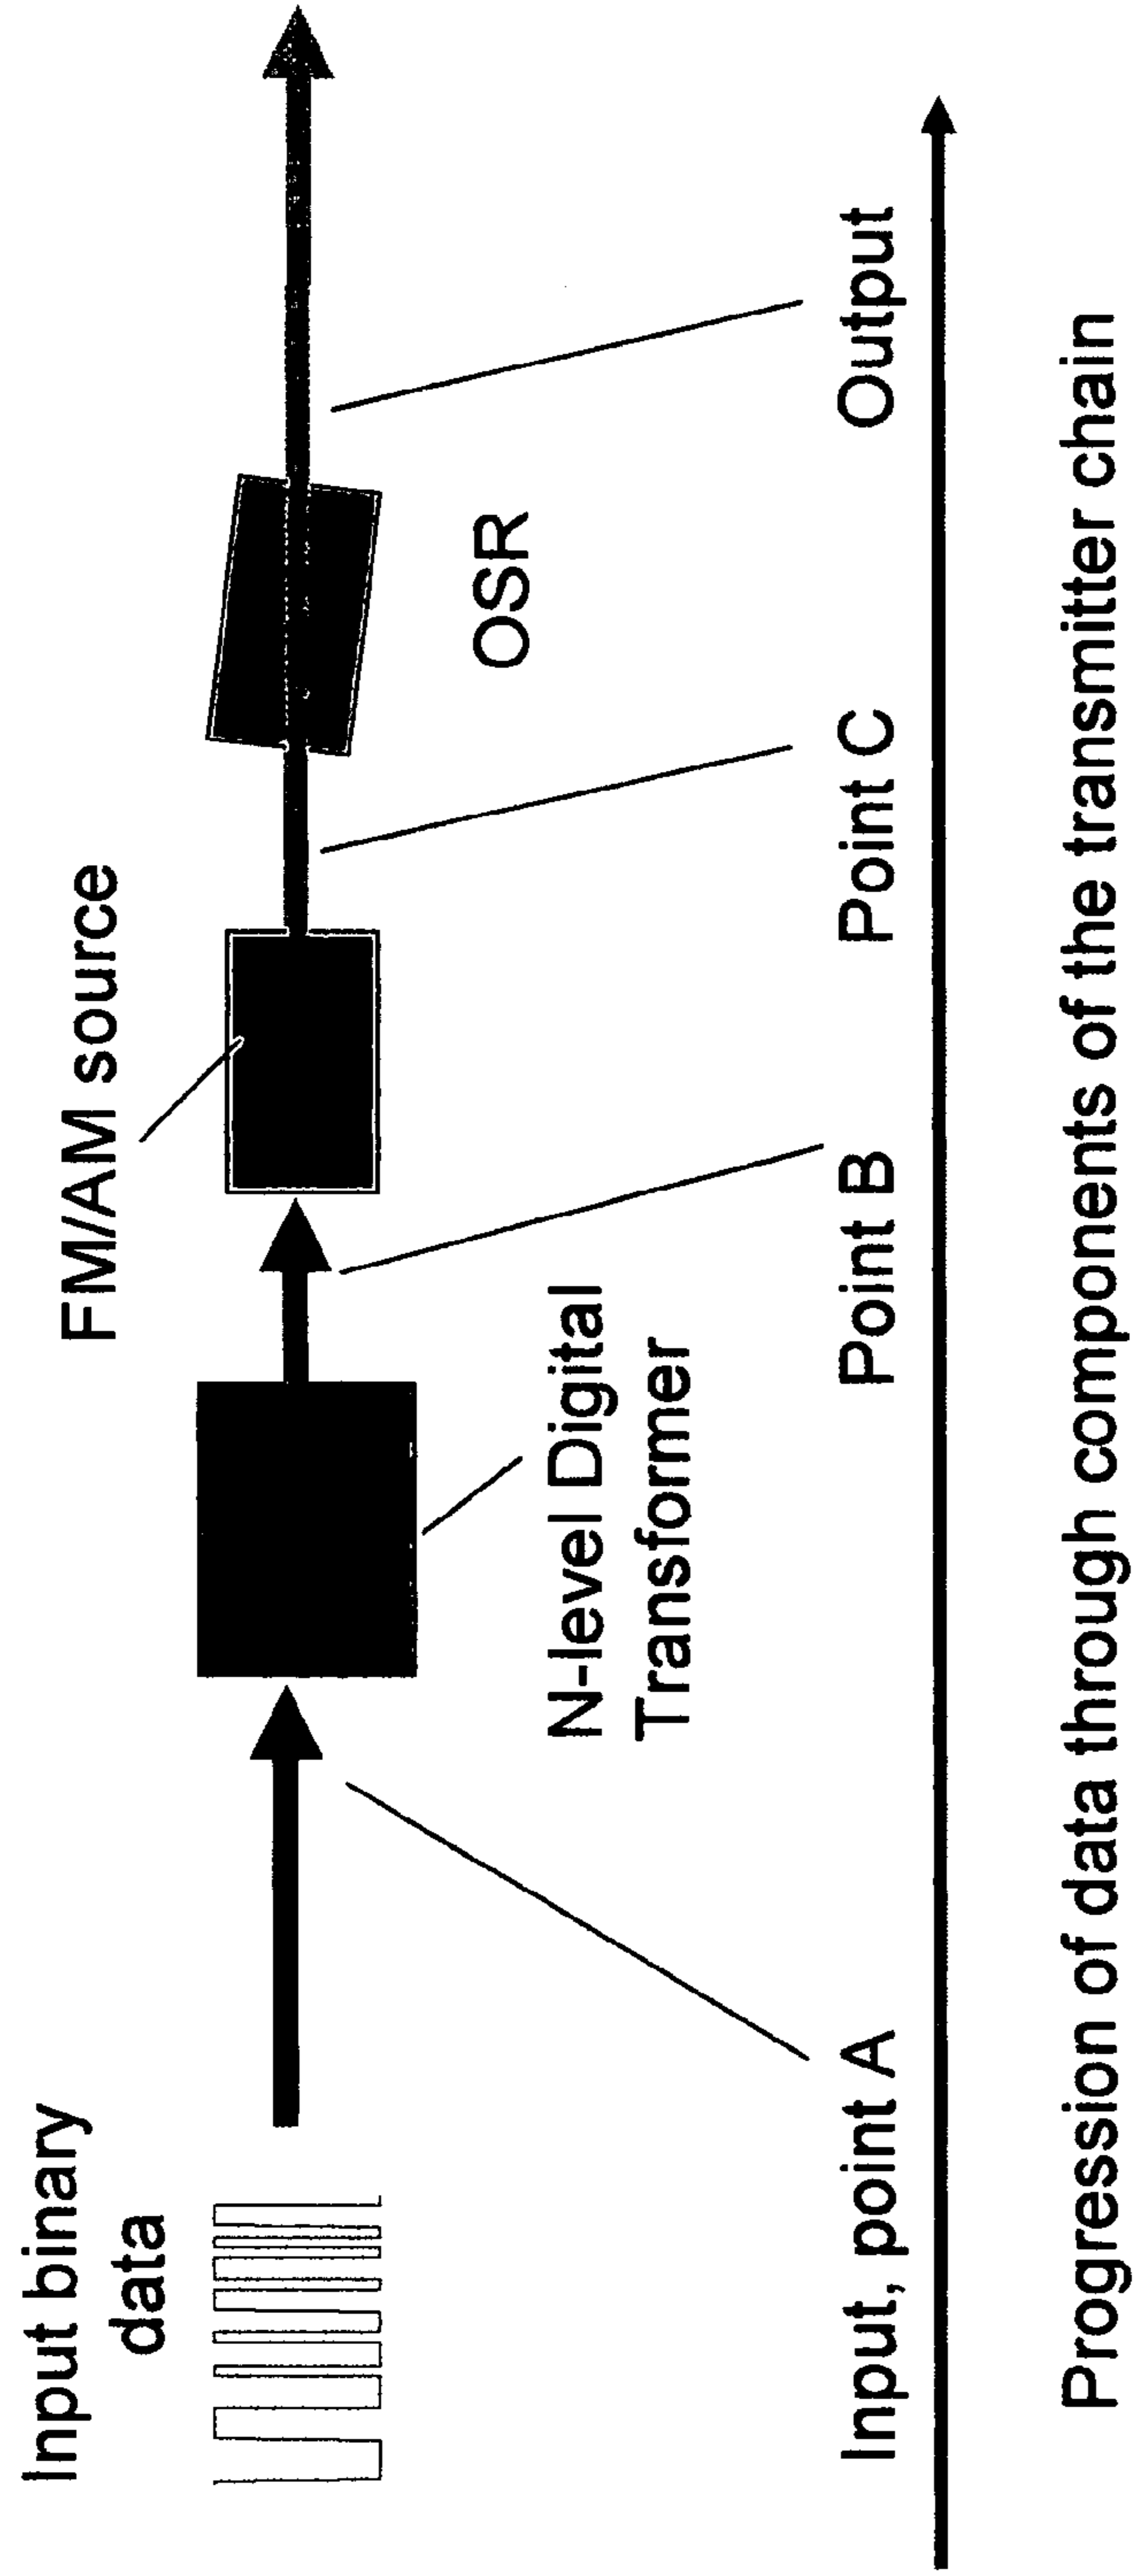 Input binary
data
FM/AM source
N-level Digital
Transformer
OSR
Input, point A
Point B
Point C
Output
Progression of data through components of the transmitter chain